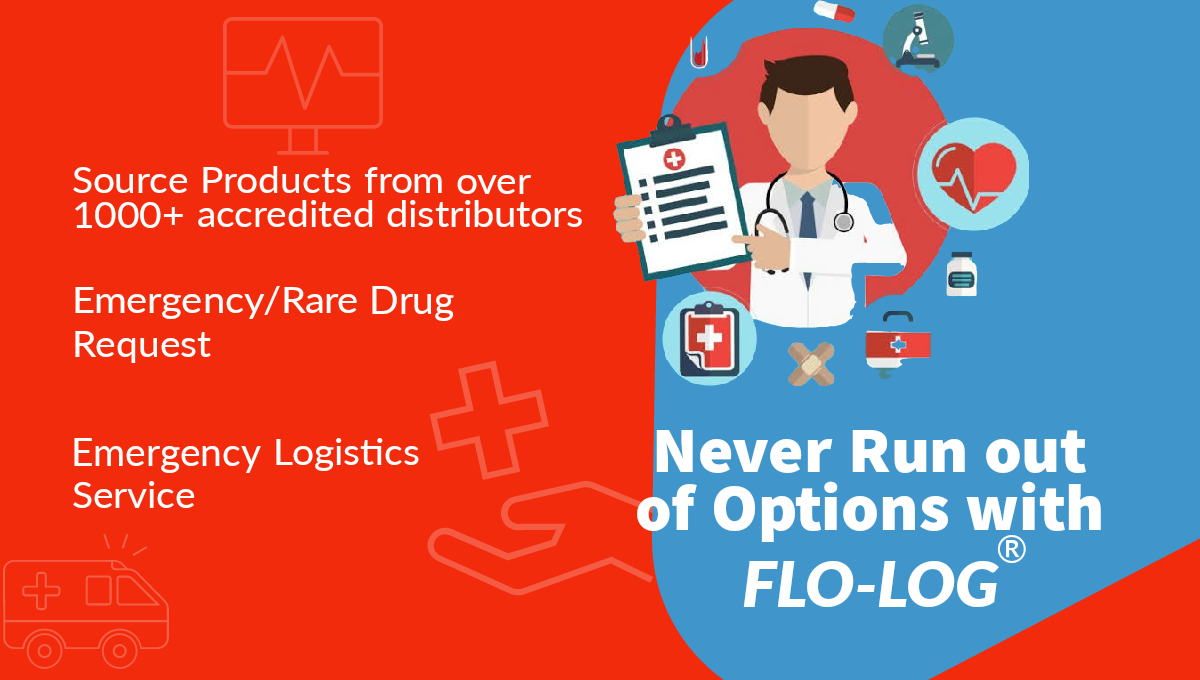 Source Products from over
1000+ accredited distributors
Emergency/Rare Drug
Request
Emergency Logistics
Service
Never Run out
of Options with
FLO-LOG®